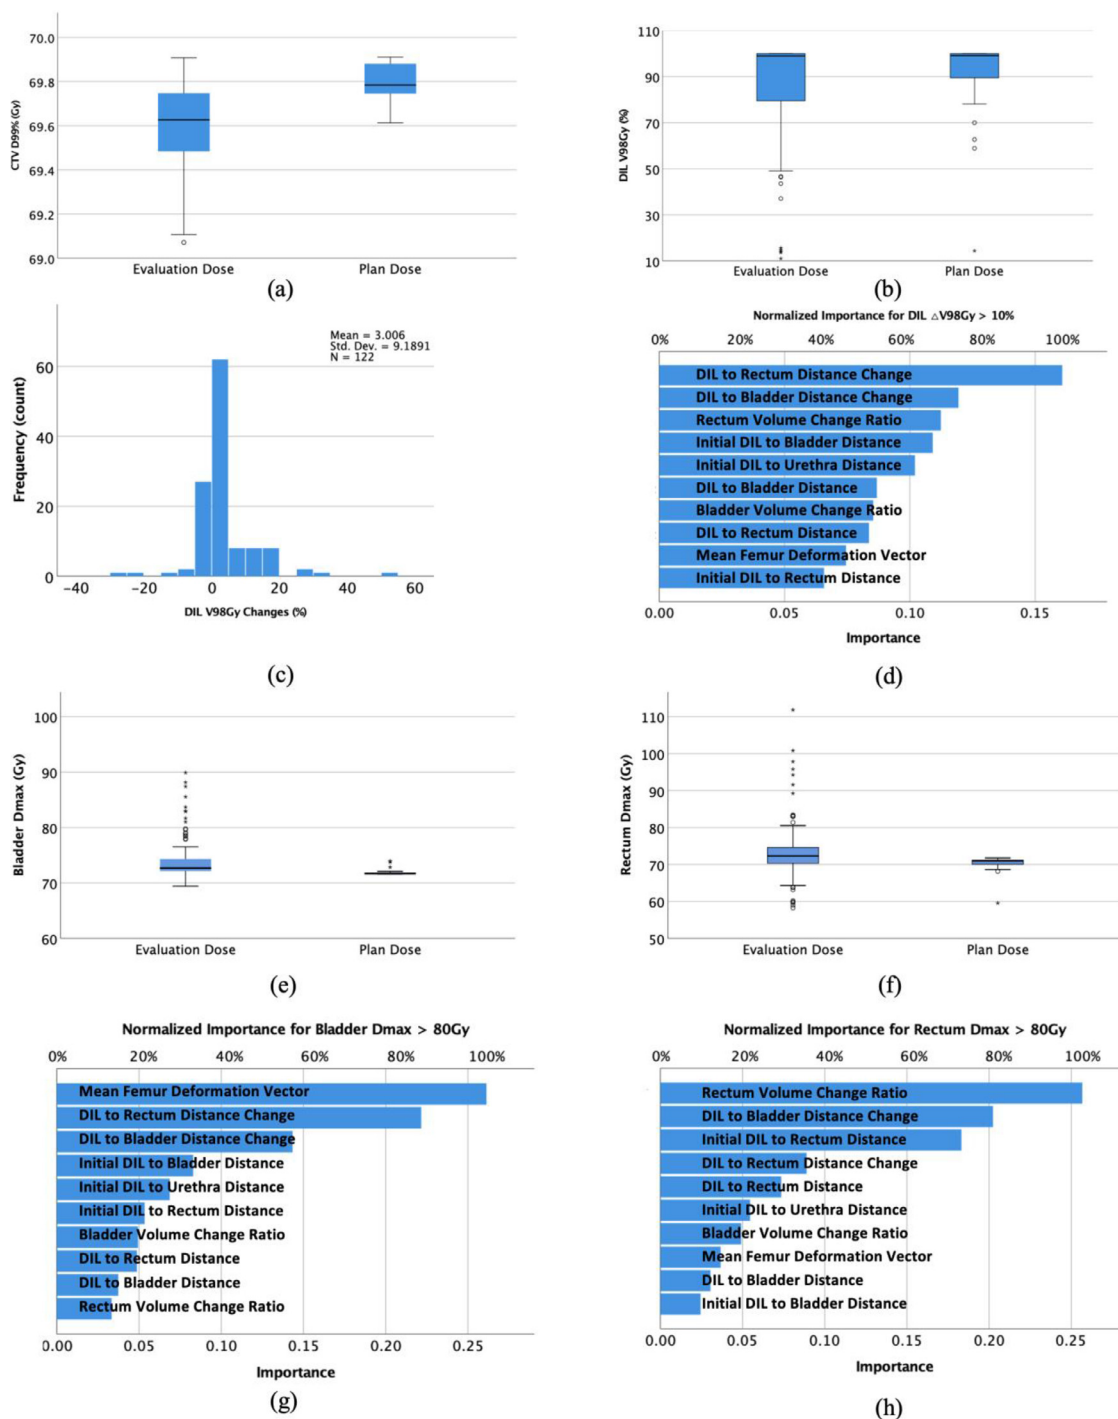 70.0
69.8
69.6
69.4
69.2
69.0
CTV D99% (Gy)
Evaluation Dose
Plan Dose
(a)
110
90
70
50
30
10
DIL V98Gy (%)
Evaluation Dose
Plan Dose
(b)
Mean = 3.006
Std. Dev. = 9.1891
N = 122
60
40
20
0
Frequency (count)
−40
−20
0
20
40
60
DIL V98Gy Changes (%)
(c)
Normalized Importance for DIL △V98Gy > 10%
0%
20%
40%
60%
80%
100%
DIL to Rectum Distance Change
DIL to Bladder Distance Change
Rectum Volume Change Ratio
Initial DIL to Bladder Distance
Initial DIL to Urethra Distance
DIL to Bladder Distance
Bladder Volume Change Ratio
DIL to Rectum Distance
Mean Femur Deformation Vector
Initial DIL to Rectum Distance
0.00
0.05
0.10
0.15
Importance
(d)
100
90
80
70
60
Bladder Dmax (Gy)
Evaluation Dose
Plan Dose
(e)
110
100
90
80
70
60
50
Rectum Dmax (Gy)
Evaluation Dose
Plan Dose
(f)
Normalized Importance for Bladder Dmax > 80Gy
0%
20%
40%
60%
80%
100%
Mean Femur Deformation Vector
DIL to Rectum Distance Change
DIL to Bladder Distance Change
Initial DIL to Bladder Distance
Initial DIL to Urethra Distance
Initial DIL to Rectum Distance
Bladder Volume Change Ratio
DIL to Rectum Distance
DIL to Bladder Distance
Rectum Volume Change Ratio
0.00
0.05
0.10
0.15
0.20
0.25
Importance
(g)
Normalized Importance for Rectum Dmax > 80Gy
0%
20%
40%
60%
80%
100%
Rectum Volume Change Ratio
DIL to Bladder Distance Change
Initial DIL to Rectum Distance
DIL to Rectum Distance Change
DIL to Rectum Distance
Initial DIL to Urethra Distance
Bladder Volume Change Ratio
Mean Femur Deformation Vector
DIL to Bladder Distance
Initial DIL to Bladder Distance
0.00
0.05
0.10
0.15
0.20
0.25
Importance
(h)